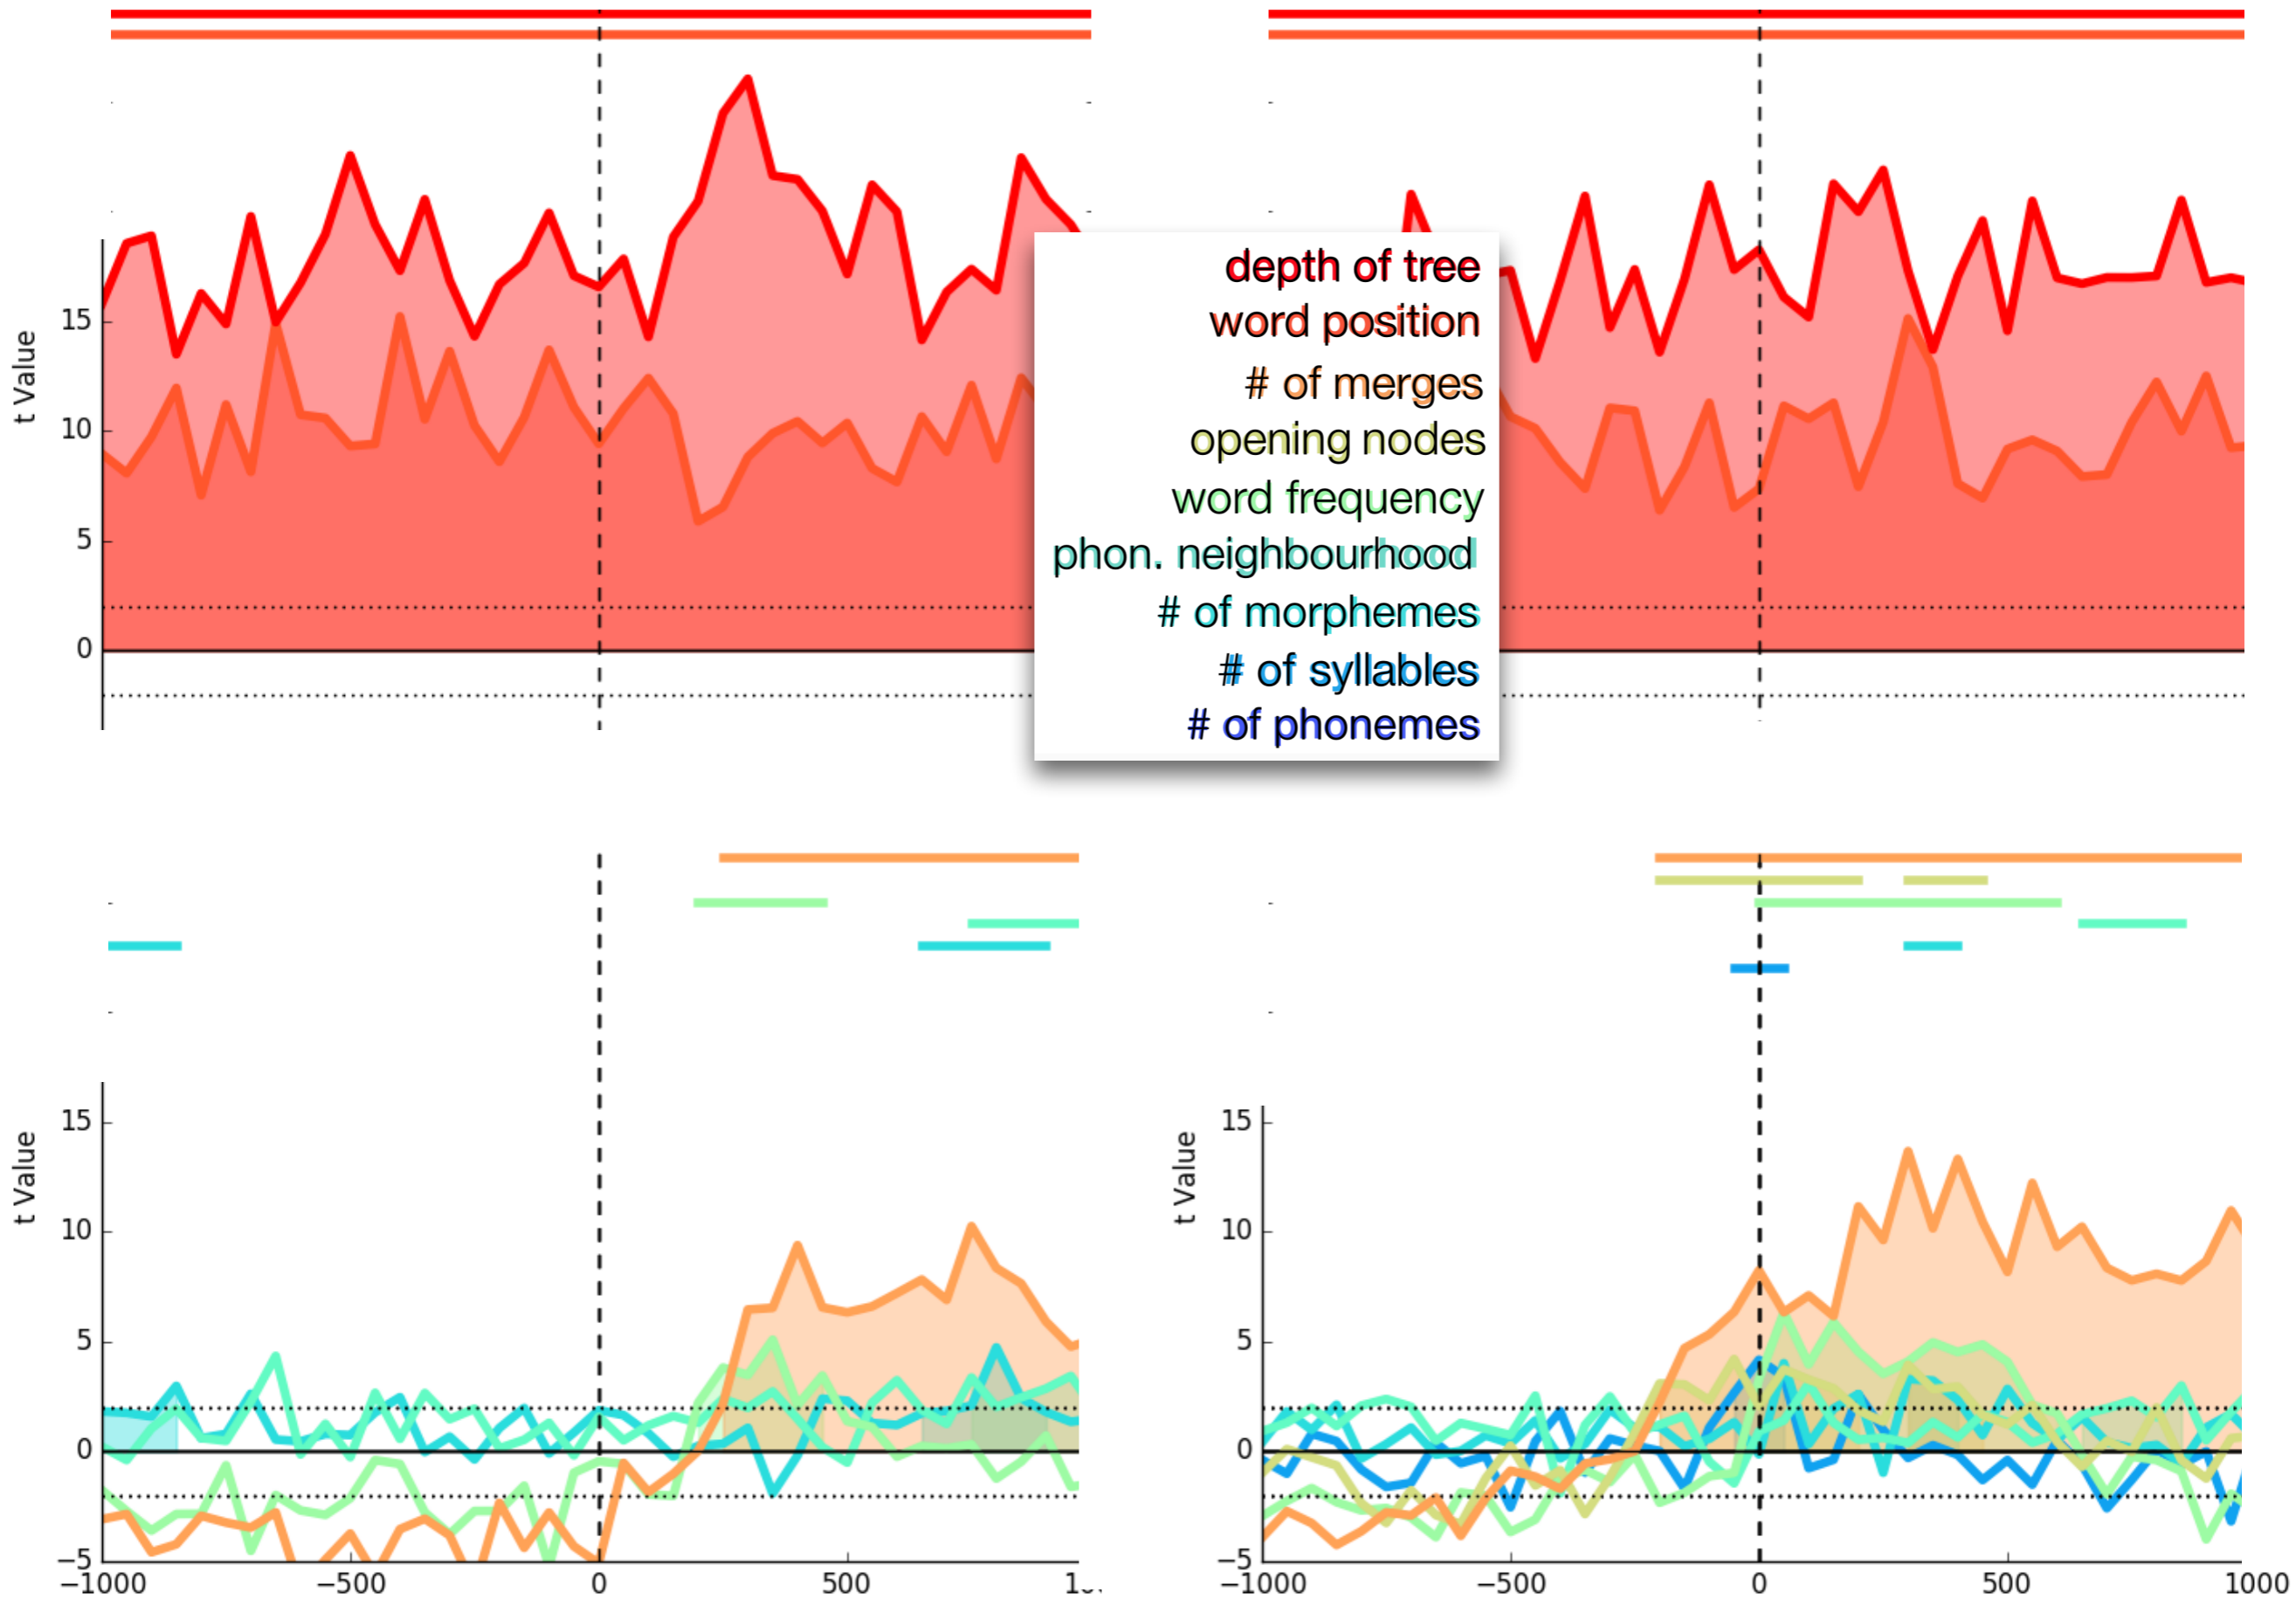 t Value
15
10
5
0
depth of tree
word position
# of merges
opening nodes
word frequency
phon. neighbourhood
# of morphemes
# of syllables
# of phonemes
t Value
15
10
5
0
−5
−1000
−500
0
500
t Value
15
10
5
0
−5
−1000
−500
0
500
1000